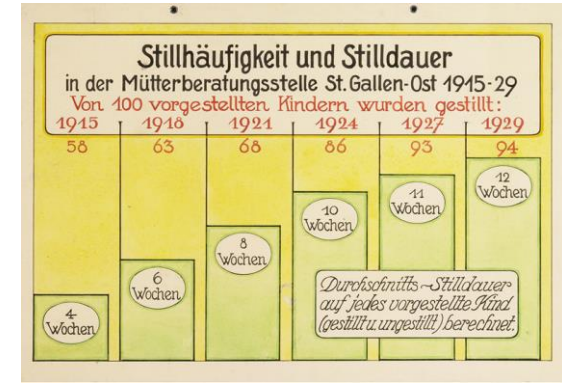 Stillhäufigkeit und Stilldauer
in der Mütterberatungsstelle St. Gallen-Ost 1915-29
Von 100 vorgestellten Kindern wurden gestillt:
1915 1918 1921 1924 1927 1929
58 63 68 86 93 94
4
Wochen
6
Wochen
8
Wochen
10
Wochen
11
Wochen
12
Wochen
Durchschnitts-Stilldauer
auf jedes vorgestellte Kind
(gestillt u. ungestillt) berechnet.